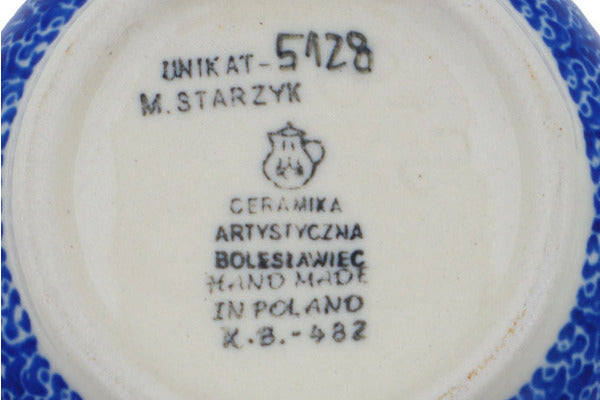 UNIKAT-5128
M. STARZYK
CERAMIKA
ARTYSTYCZNA
BOLESŁAWIEC
HAND MADE
IN POLAND
K.B.-482